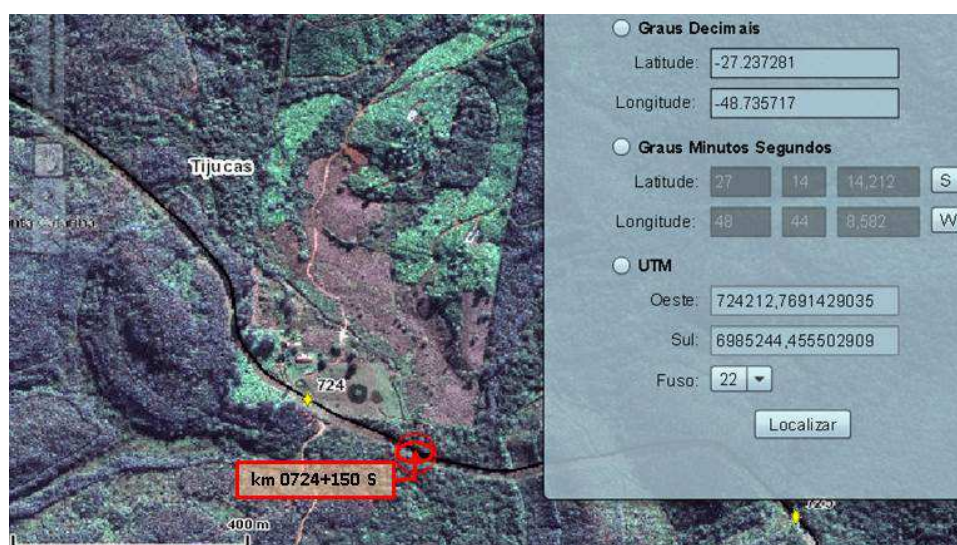 Graus Decimais
Latitude: -27.237281
Longitude: -48.735717
Graus Minutos Segundos
Latitude: 27 14 14,212 S
Longitude: 48 44 8,582 W
UTM
Oeste: 724212,7691429035
Sul: 6985244,455502909
Fuso: 22
Localizar
Tijucas
724
km 0724+150 S
725
400 m